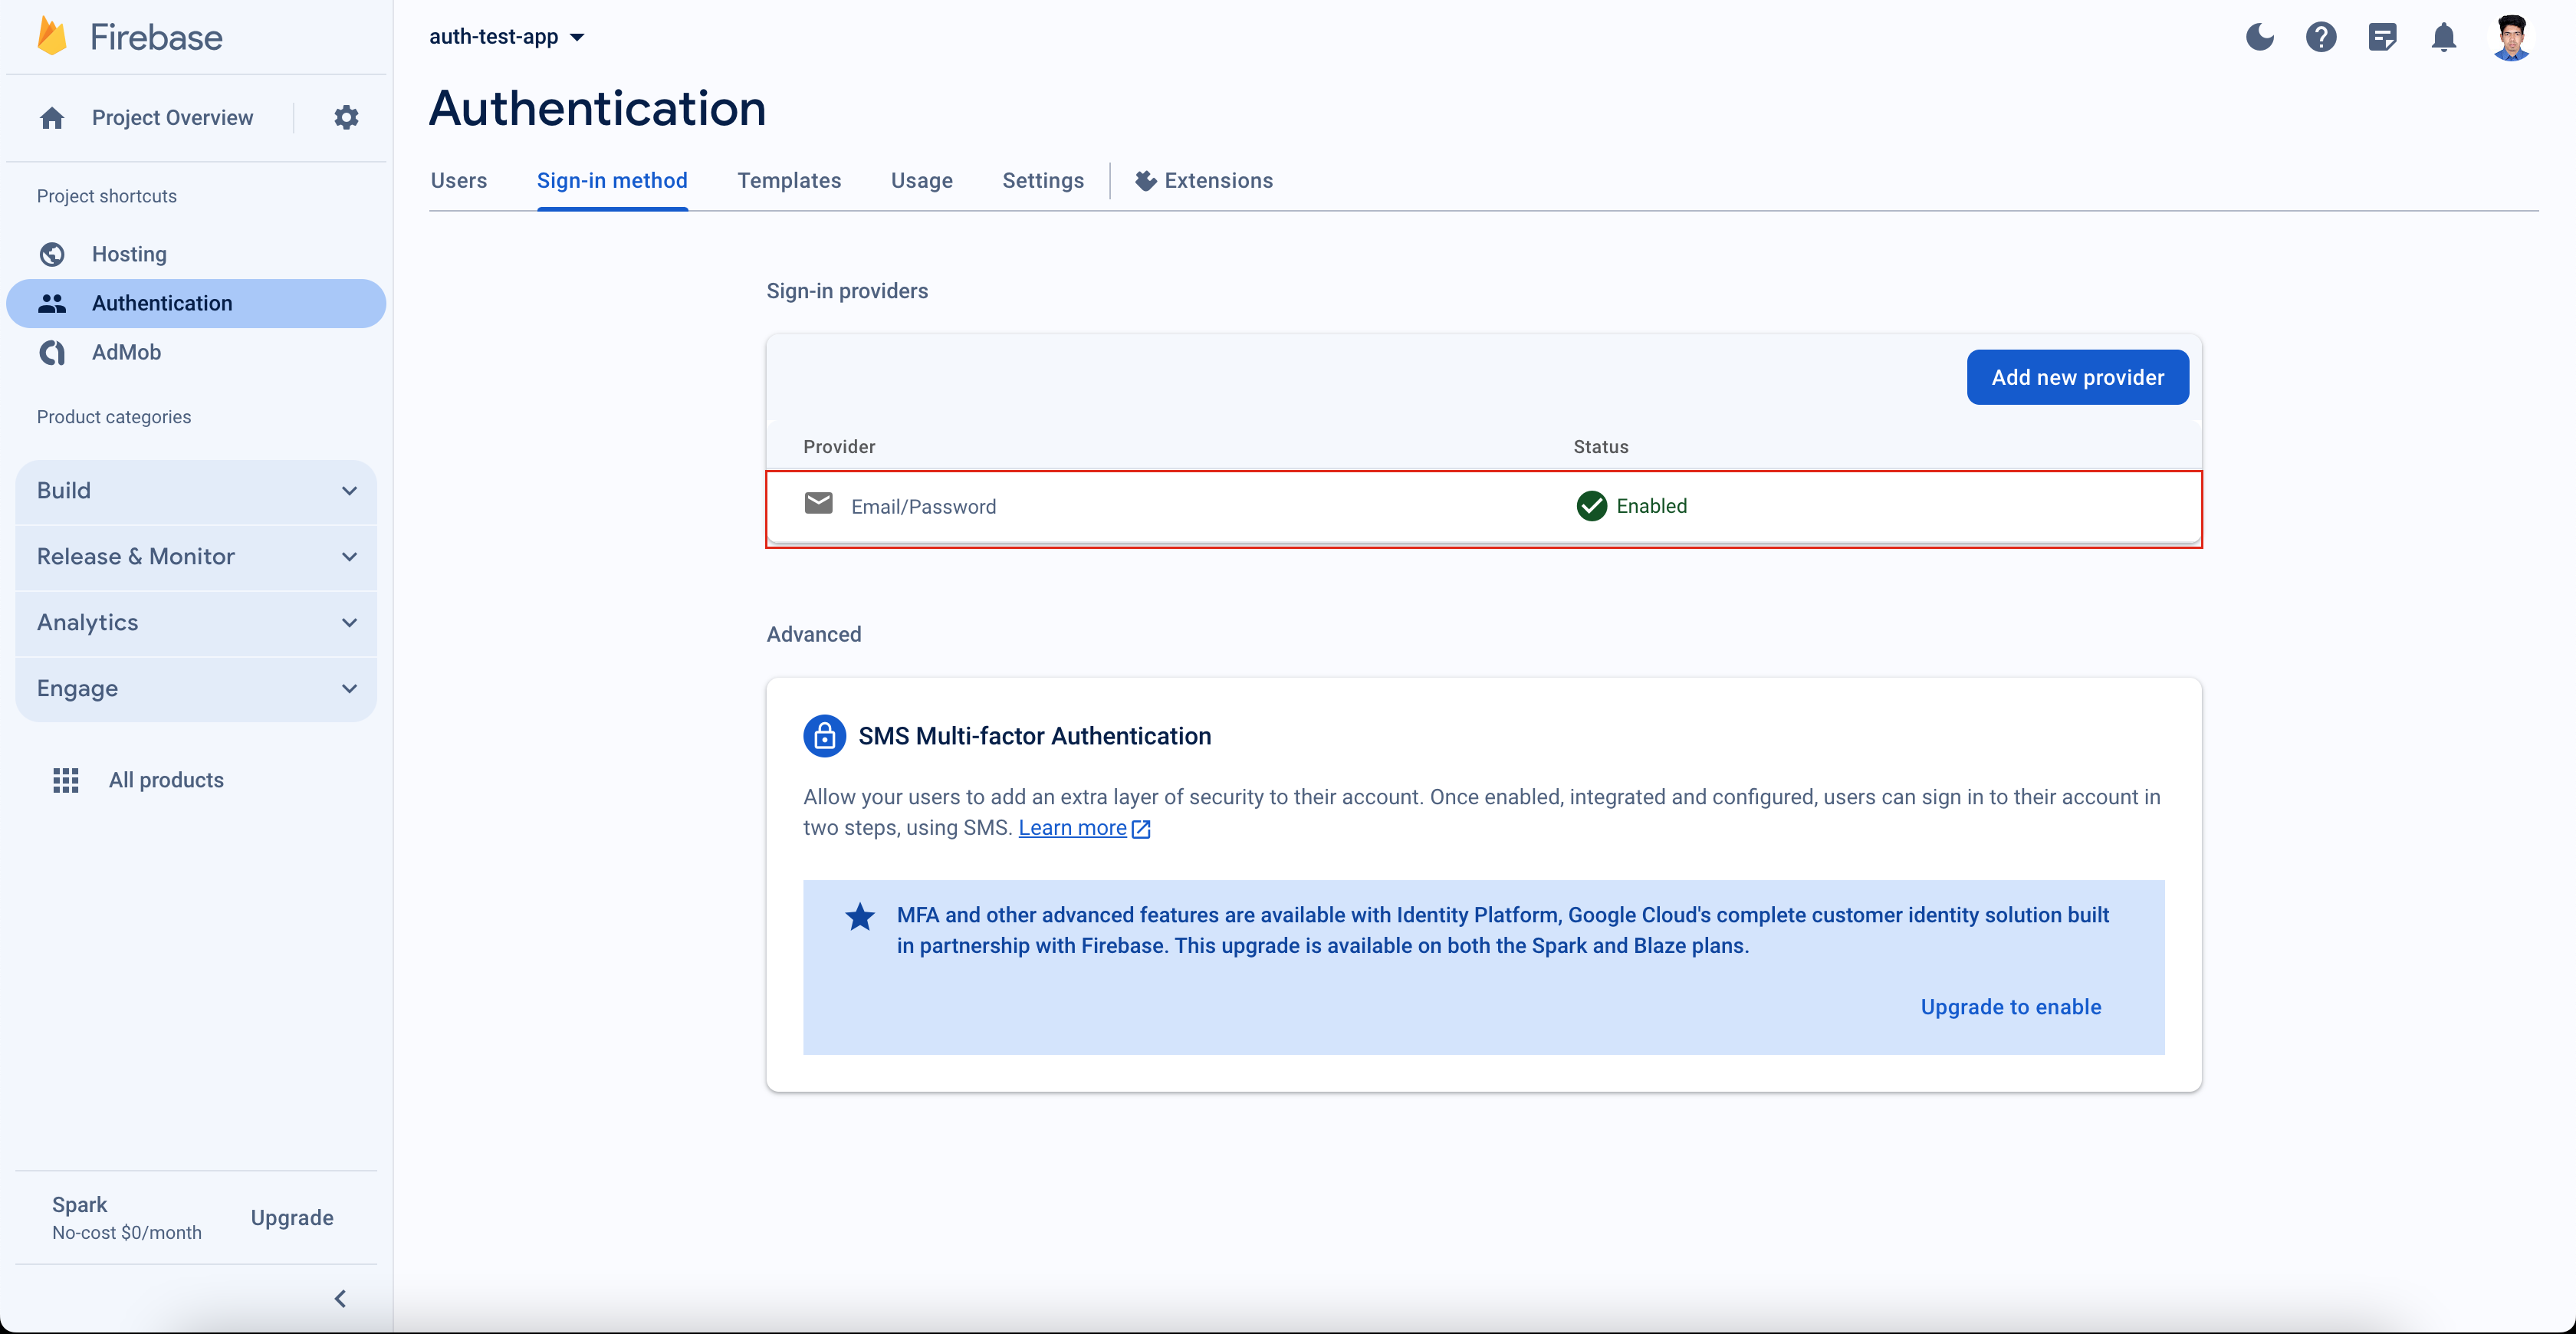 Firebase
Project Overview
Project shortcuts
Hosting
Authentication
AdMob
Product categories
Build
Release & Monitor
Analytics
Engage
All products
Spark
No-cost $0/month
Upgrade
auth-test-app
Authentication
Users
Sign-in method
Templates
Usage
Settings
Extensions
Sign-in providers
Add new provider
Provider
Status
Email/Password
Enabled
Advanced
SMS Multi-factor Authentication
Allow your users to add an extra layer of security to their account. Once enabled, integrated and configured, users can sign in to their account in
two steps, using SMS. Learn more
MFA and other advanced features are available with Identity Platform, Google Cloud's complete customer identity solution built
in partnership with Firebase. This upgrade is available on both the Spark and Blaze plans.
Upgrade to enable